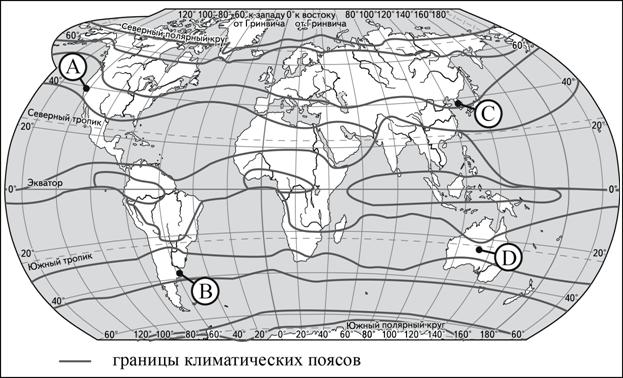 120° 100° -80° -60° к западу 0° к востоку 80° 100° 120° 140° 160° 180°
от Гринвича от Гринвича
Северный полярный круг
60° 60°
A
40° 40°
C
Северный тропик
20° 20°
Экватор 0° 0°
20° 20°
Южный тропик
D
B
40° 40°
Южный полярный круг
60° 120° 100° 80° 60° 40° 20° 0° 20° 40° 60° 80° 100° 120° 140° 160° 180° 60°
границы климатических поясов